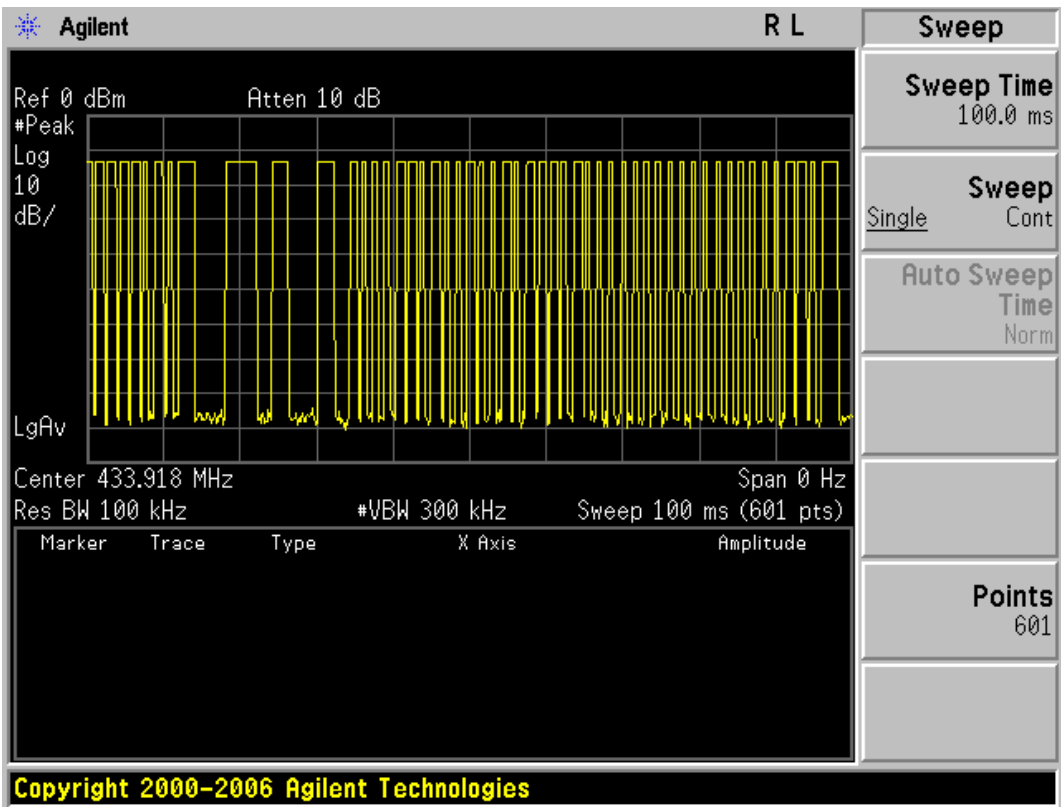 Agilent R L
Ref 0 dBm Atten 10 dB
#Peak
Log
10
dB/
LgAv
Center 433.918 MHz Span 0 Hz
Res BW 100 kHz #VBW 300 kHz Sweep 100 ms (601 pts)
Marker Trace Type X Axis Amplitude
Sweep
Sweep Time
100.0 ms
Sweep
Single Cont
Auto Sweep
Time
Norm
Points
601
Copyright 2000-2006 Agilent Technologies